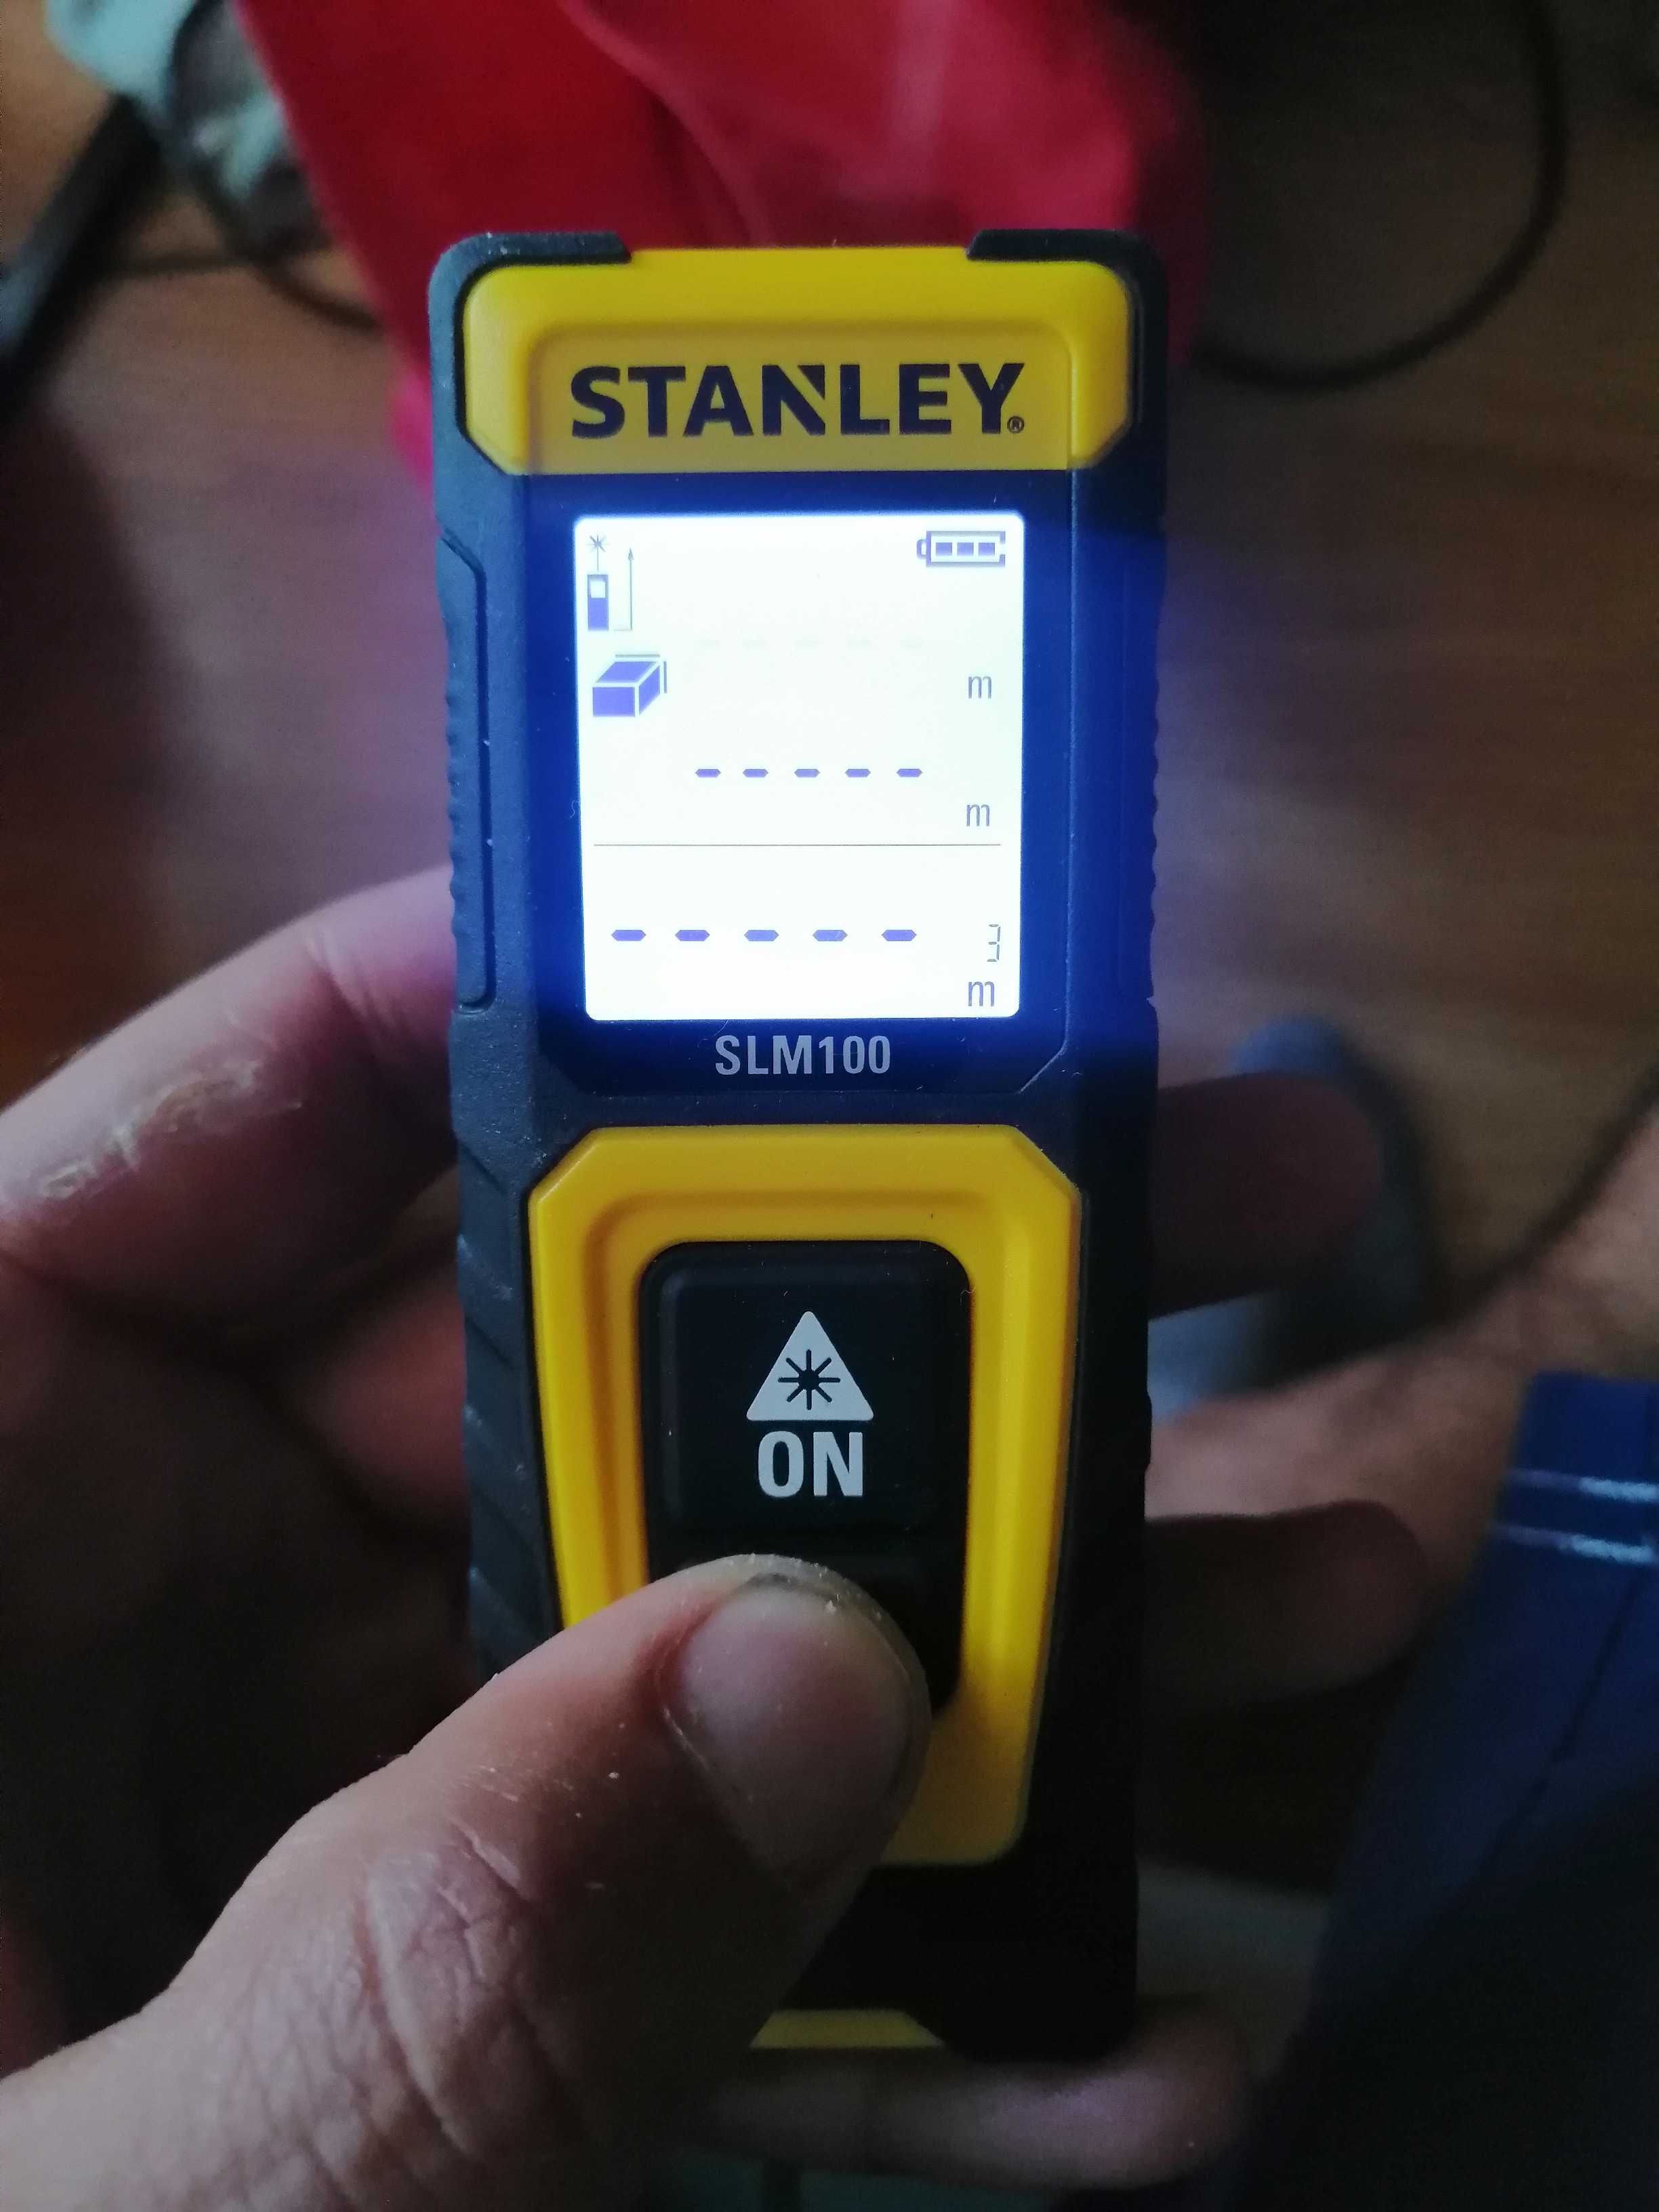 STANLEY®
m
- - - - -
m
- - - - - 3
m
SLM100
ON